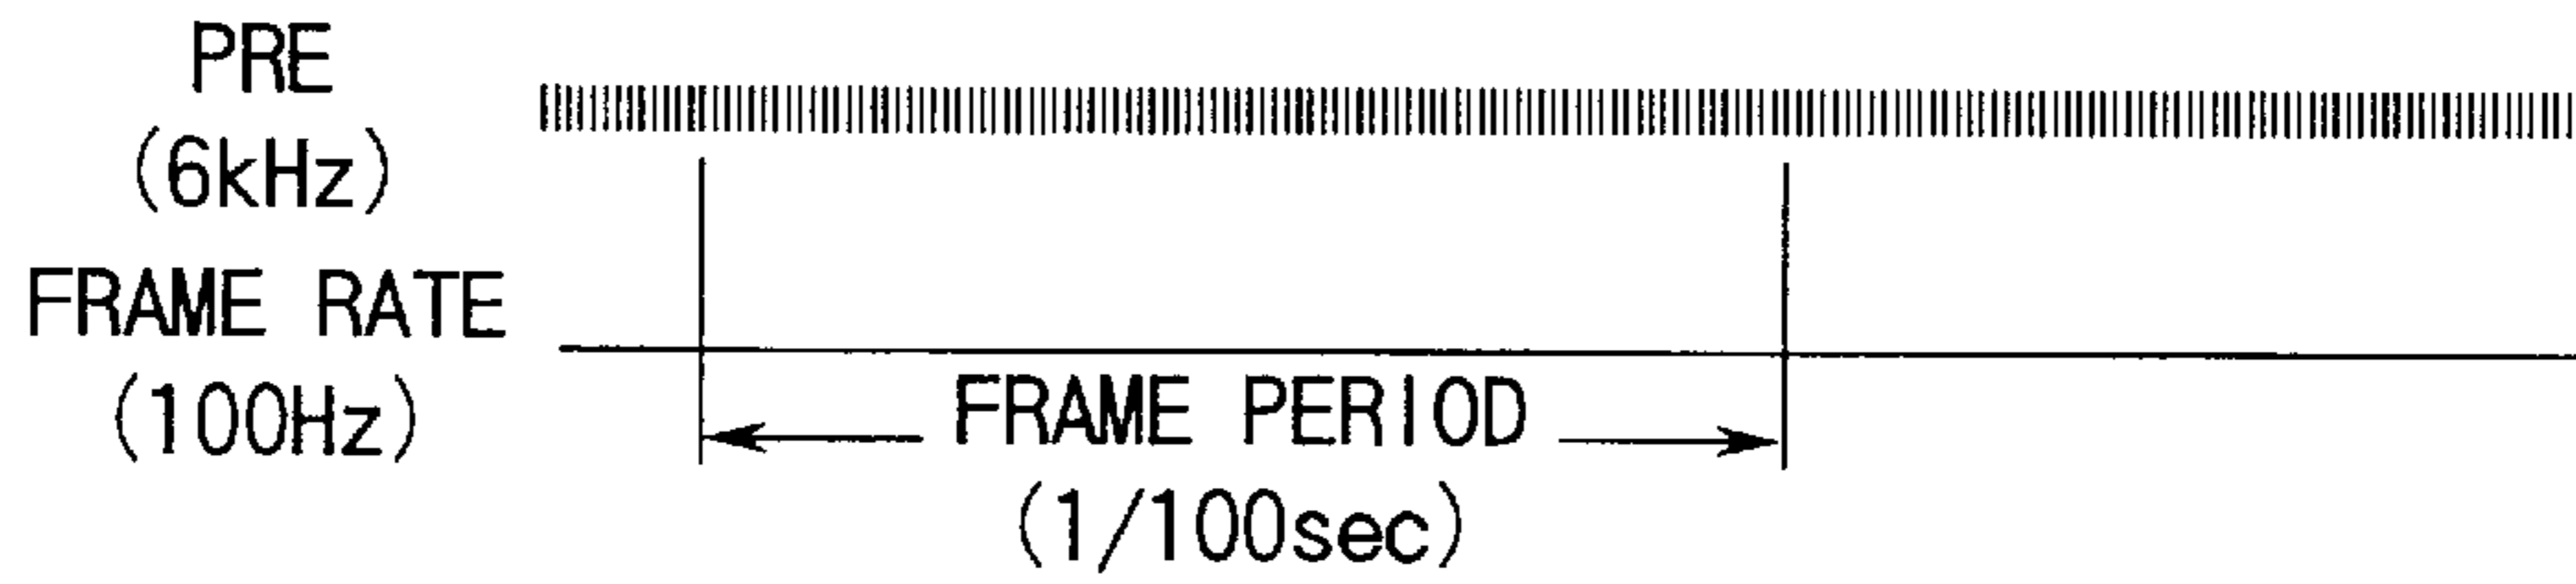 PRE
(6kHz)
FRAME RATE
(100Hz)
FRAME PERIOD
(1/100sec)